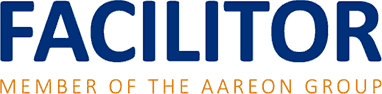 FACILITOR
MEMBER OF THE AAREON GROUP